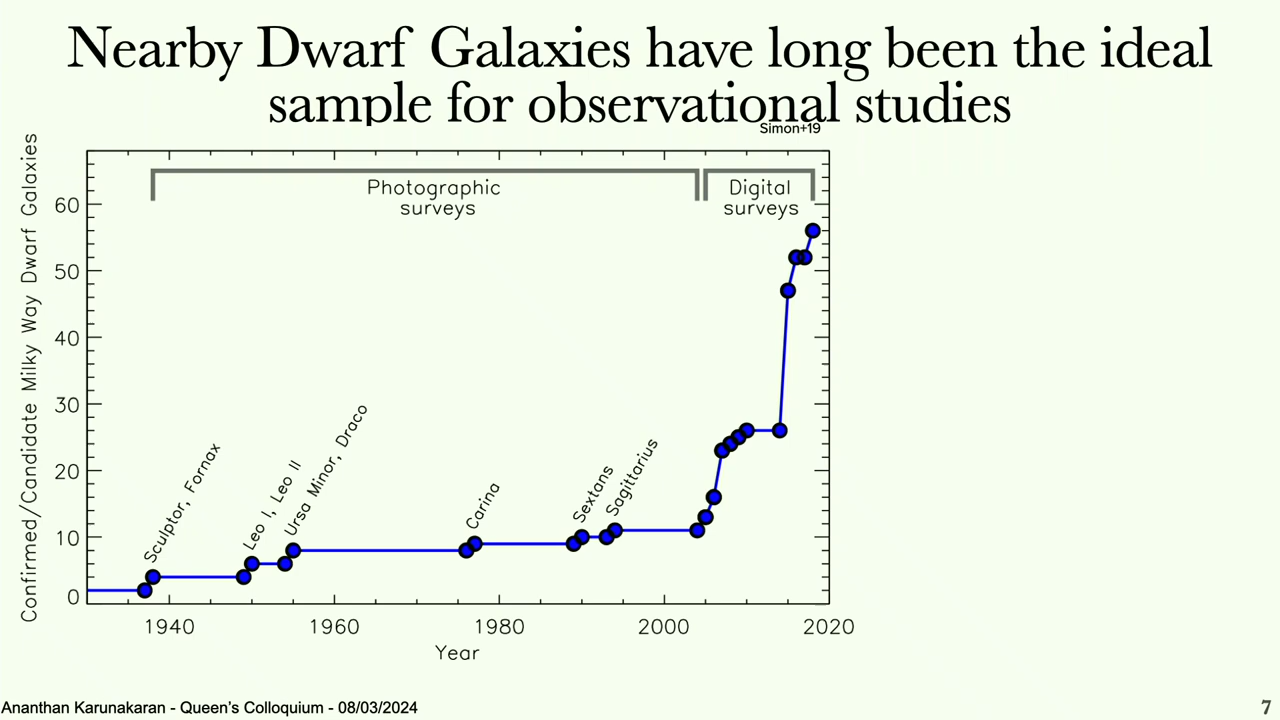 Nearby Dwarf Galaxies have long been the ideal
sample for observational studies
Simon+19
Confirmed/Candidate Milky Way Dwarf Galaxies
Photographic
surveys
Digital
surveys
60
50
40
30
20
10
0
Sculptor, Fornax
Leo I, Leo II
Ursa Minor, Draco
Carina
Sextans
Sagittarius
1940 1960 1980 2000 2020
Year
Ananthan Karunakaran - Queen's Colloquium - 08/03/2024
7